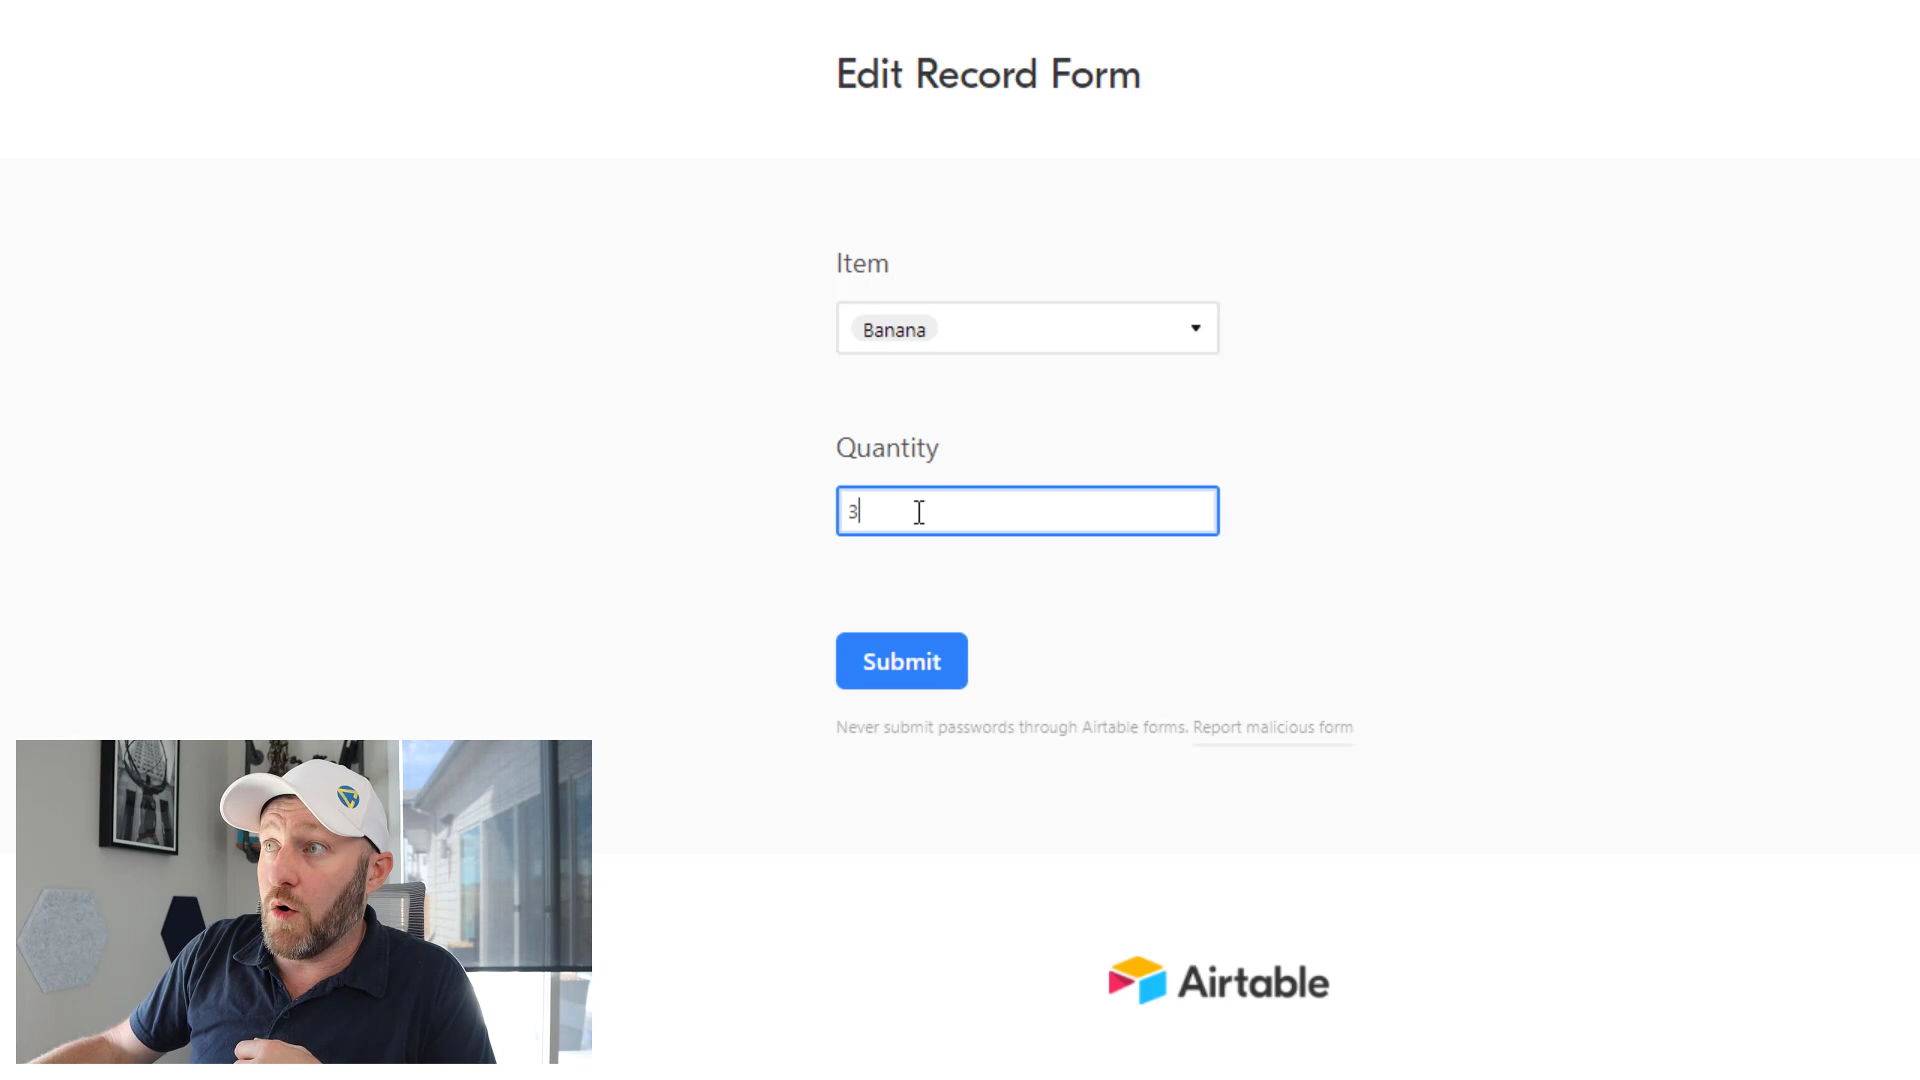 Edit Record Form
Item
Banana
Quantity
3
Submit
Never submit passwords through Airtable forms. Report malicious form
Airtable